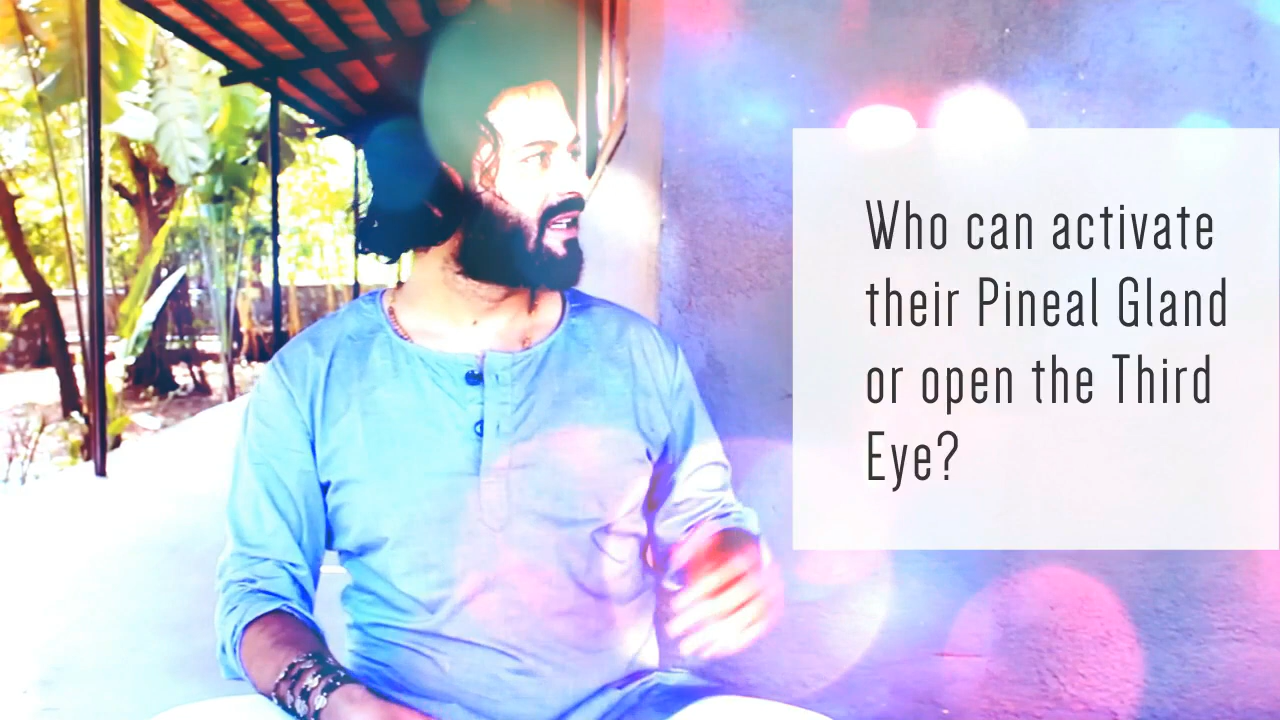 Who can activate
their Pineal Gland
or open the Third
Eye?